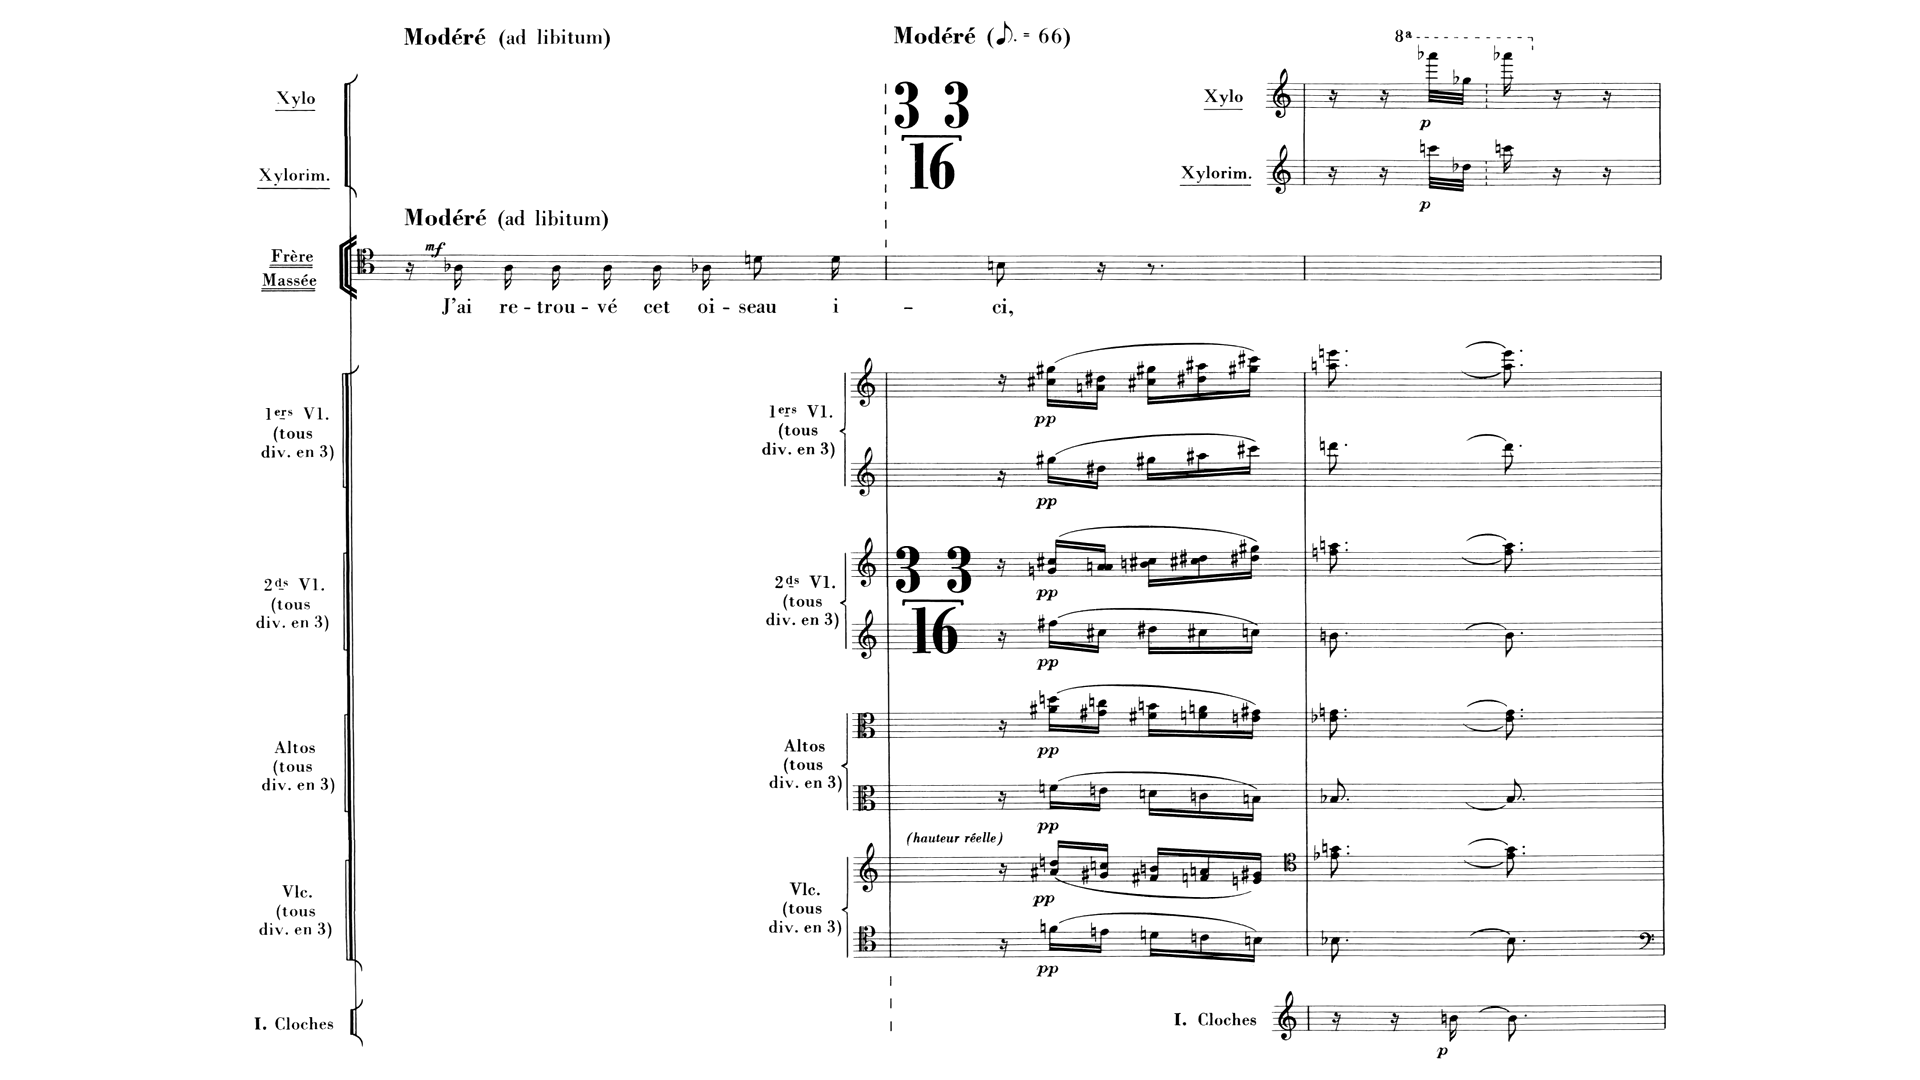 Modéré (ad libitum)
Modéré (♪. = 66)
8ª
Xylo
3 3
16
Xylo
p
Xylorim.
Xylorim.
p
Modéré (ad libitum)
mf
Frère
Massée
J'ai re - trou - vé cet oi - seau i - ci,
1ers Vl.
(tous
div. en 3)
1ers Vl.
(tous
div. en 3)
pp
pp
2ds Vl.
(tous
div. en 3)
2ds Vl.
(tous
div. en 3)
3 3
16
pp
pp
Altos
(tous
div. en 3)
Altos
(tous
div. en 3)
pp
pp
(hauteur réelle)
Vlc.
(tous
div. en 3)
Vlc.
(tous
div. en 3)
pp
pp
I. Cloches
I. Cloches
p